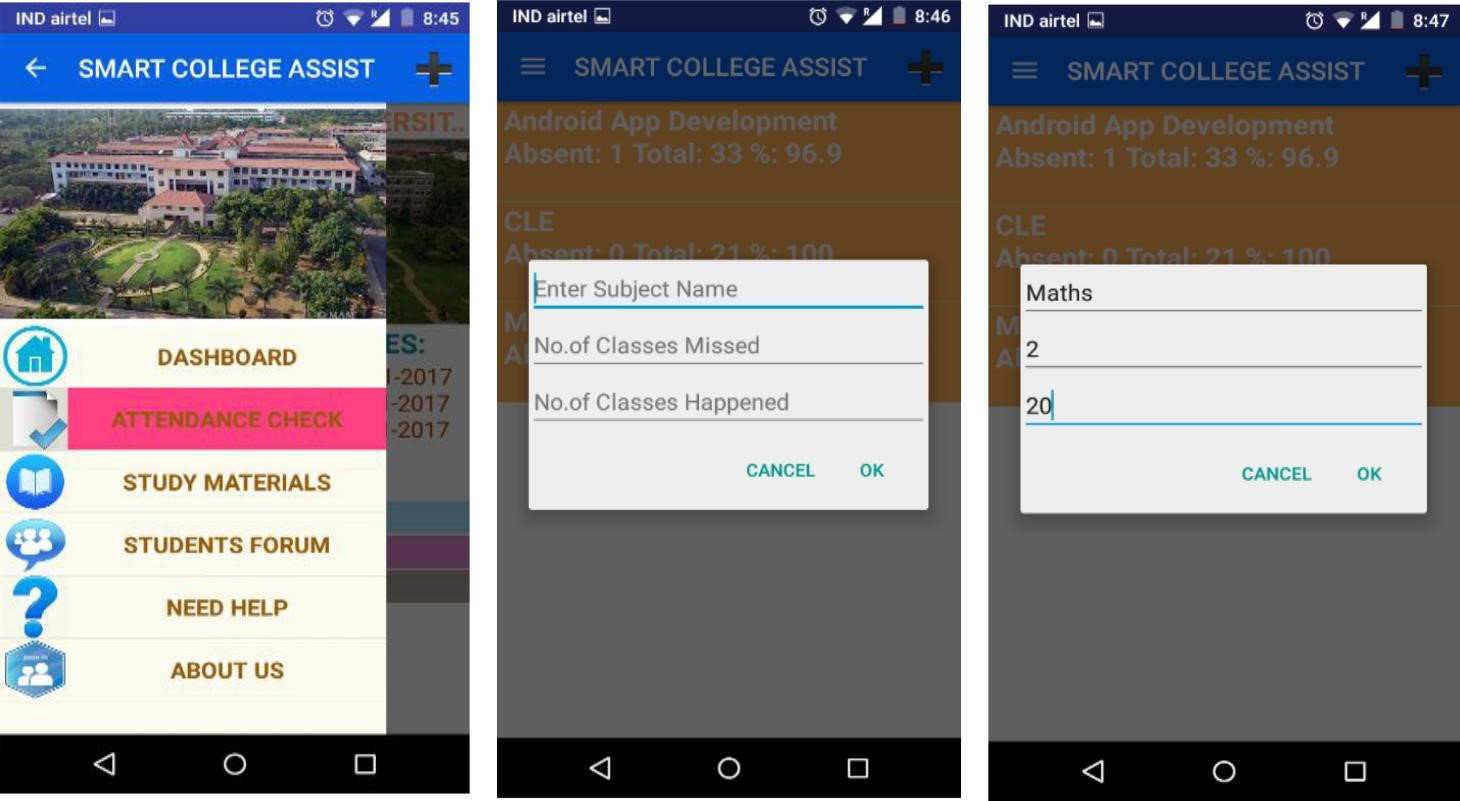 IND airtel 8:45
SMART COLLEGE ASSIST
ERSIT..
© MAM
DASHBOARD
ATTENDANCE CHECK
STUDY MATERIALS
STUDENTS FORUM
NEED HELP
ABOUT US
ES:
-2017
-2017
-2017
IND airtel R 8:46
SMART COLLEGE ASSIST
Android App Development
Absent: 1 Total: 33 %: 96.9
CLE
Absent: 0 Total: 21 %: 100
M
Enter Subject Name
No.of Classes Missed
No.of Classes Happened
CANCEL OK
IND airtel R 8:47
SMART COLLEGE ASSIST
Android App Development
Absent: 1 Total: 33 %: 96.9
CLE
Absent: 0 Total: 21 %: 100
M
Maths
2
20
CANCEL OK